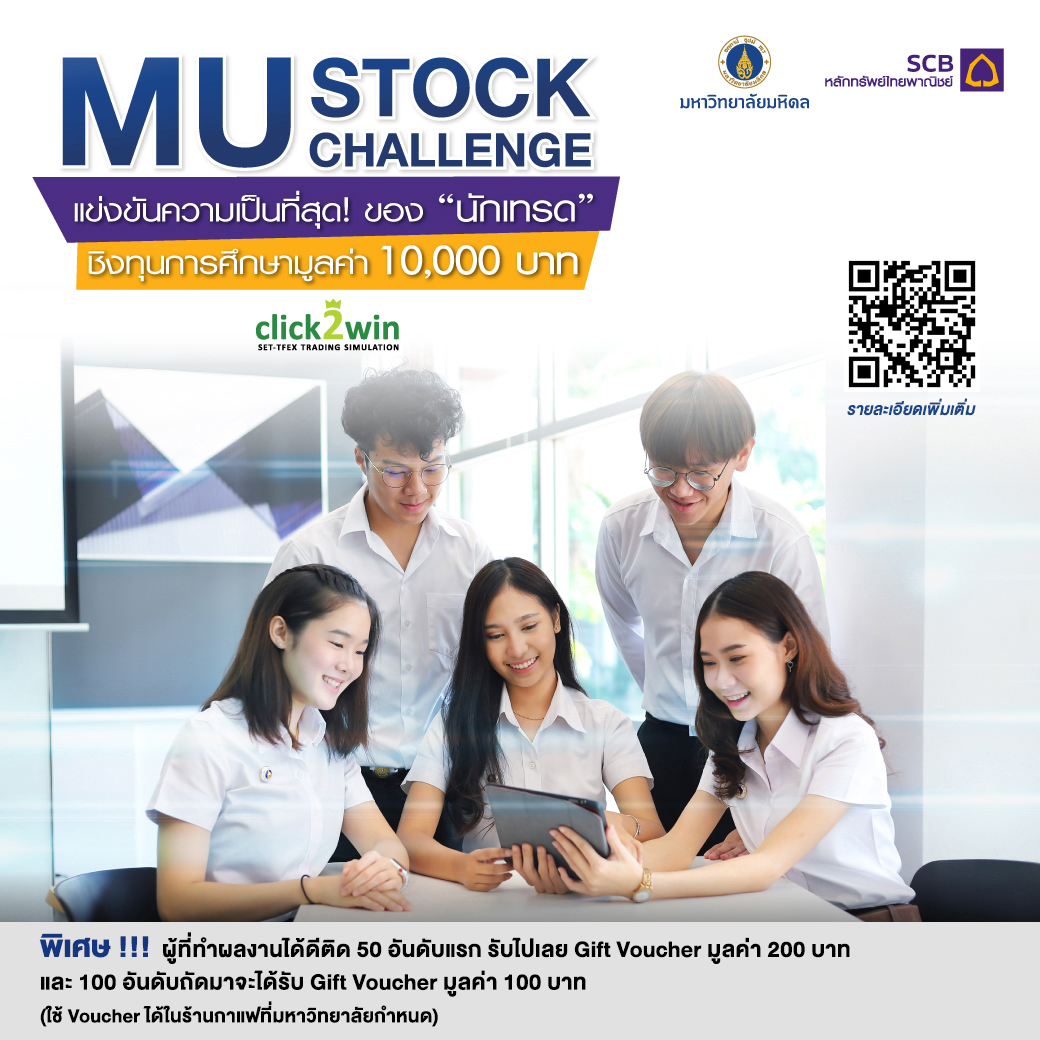 MU STOCK
CHALLENGE
มหาวิทยาลัยมหิดล
SCB
หลักทรัพย์ไทยพาณิชย์
แข่งขันความเป็นที่สุด! ของ “นักเทรด”
ชิงทุนการศึกษามูลค่า 10,000 บาท
click2win
SET-TFEX TRADING SIMULATION
รายละเอียดเพิ่มเติ่ม
พิเศษ !!! ผู้ที่ทำผลงานได้ดีติด 50 อันดับแรก รับไปเลย Gift Voucher มูลค่า 200 บาท
และ 100 อันดับถัดมาจะได้รับ Gift Voucher มูลค่า 100 บาท
(ใช้ Voucher ได้ในร้านกาแฟที่มหาวิทยาลัยกำหนด)